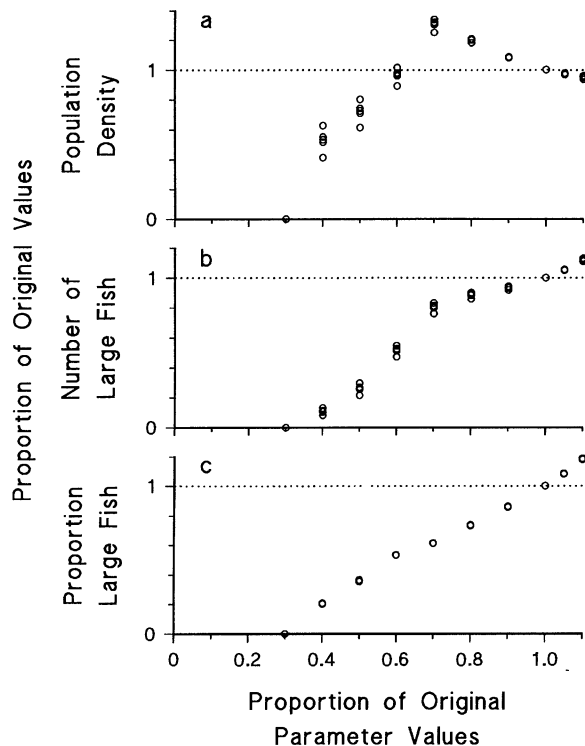 Proportion of Original Values
Population
Density
a
1
0
Number of
Large Fish
b
1
0
Proportion
Large Fish
c
1
0
0
0.2
0.4
0.6
0.8
1.0
Proportion of Original
Parameter Values